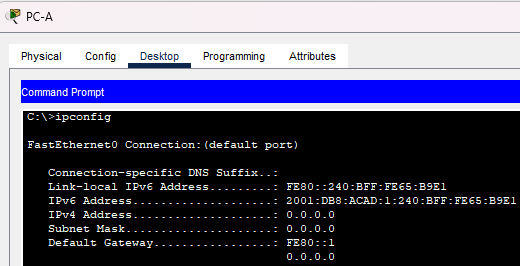 PC-A
Physical Config Desktop Programming Attributes
Command Prompt
C:\>ipconfig
FastEthernet0 Connection:(default port)
Connection-specific DNS Suffix..:
Link-local IPv6 Address.........: FE80::240:BFF:FE65:B9E1
IPv6 Address....................: 2001:DB8:ACAD:1:240:BFF:FE65:B9E1
IPv4 Address....................: 0.0.0.0
Subnet Mask.....................: 0.0.0.0
Default Gateway.................: FE80::1
0.0.0.0